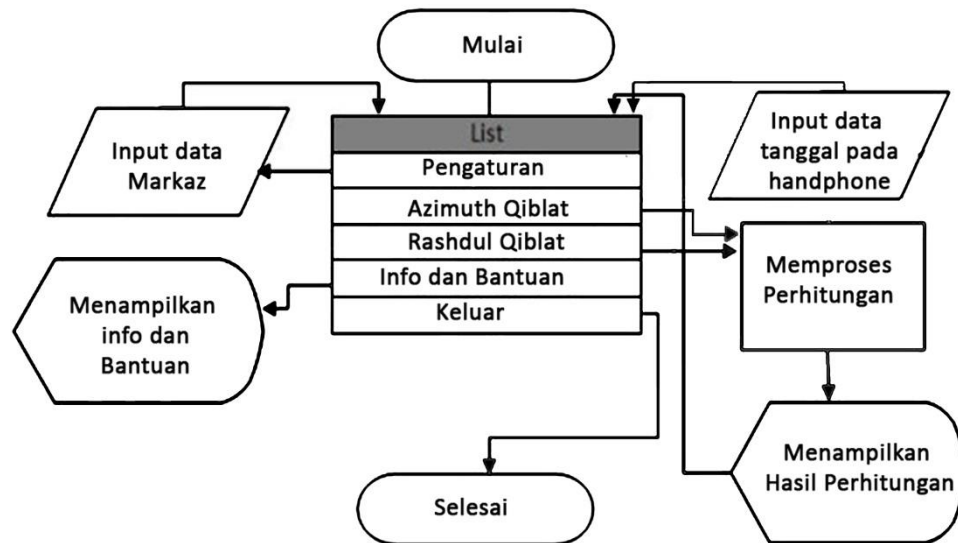 Mulai
Input data
Markaz
List
Pengaturan
Azimuth Qiblat
Rashdul Qiblat
Info dan Bantuan
Keluar
Input data
tanggal pada
handphone
Memproses
Perhitungan
Menampilkan
info dan
Bantuan
Menampilkan
Hasil Perhitungan
Selesai